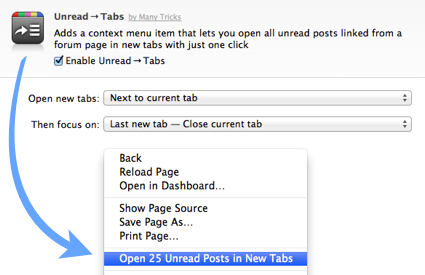 Unread → Tabs by Many Tricks
Adds a context menu item that lets you open all unread posts linked from a
forum page in new tabs with just one click
Enable Unread → Tabs
Open new tabs: Next to current tab
Then focus on: Last new tab — Close current tab
Back
Reload Page
Open in Dashboard...
Show Page Source
Save Page As...
Print Page...
Open 25 Unread Posts in New Tabs